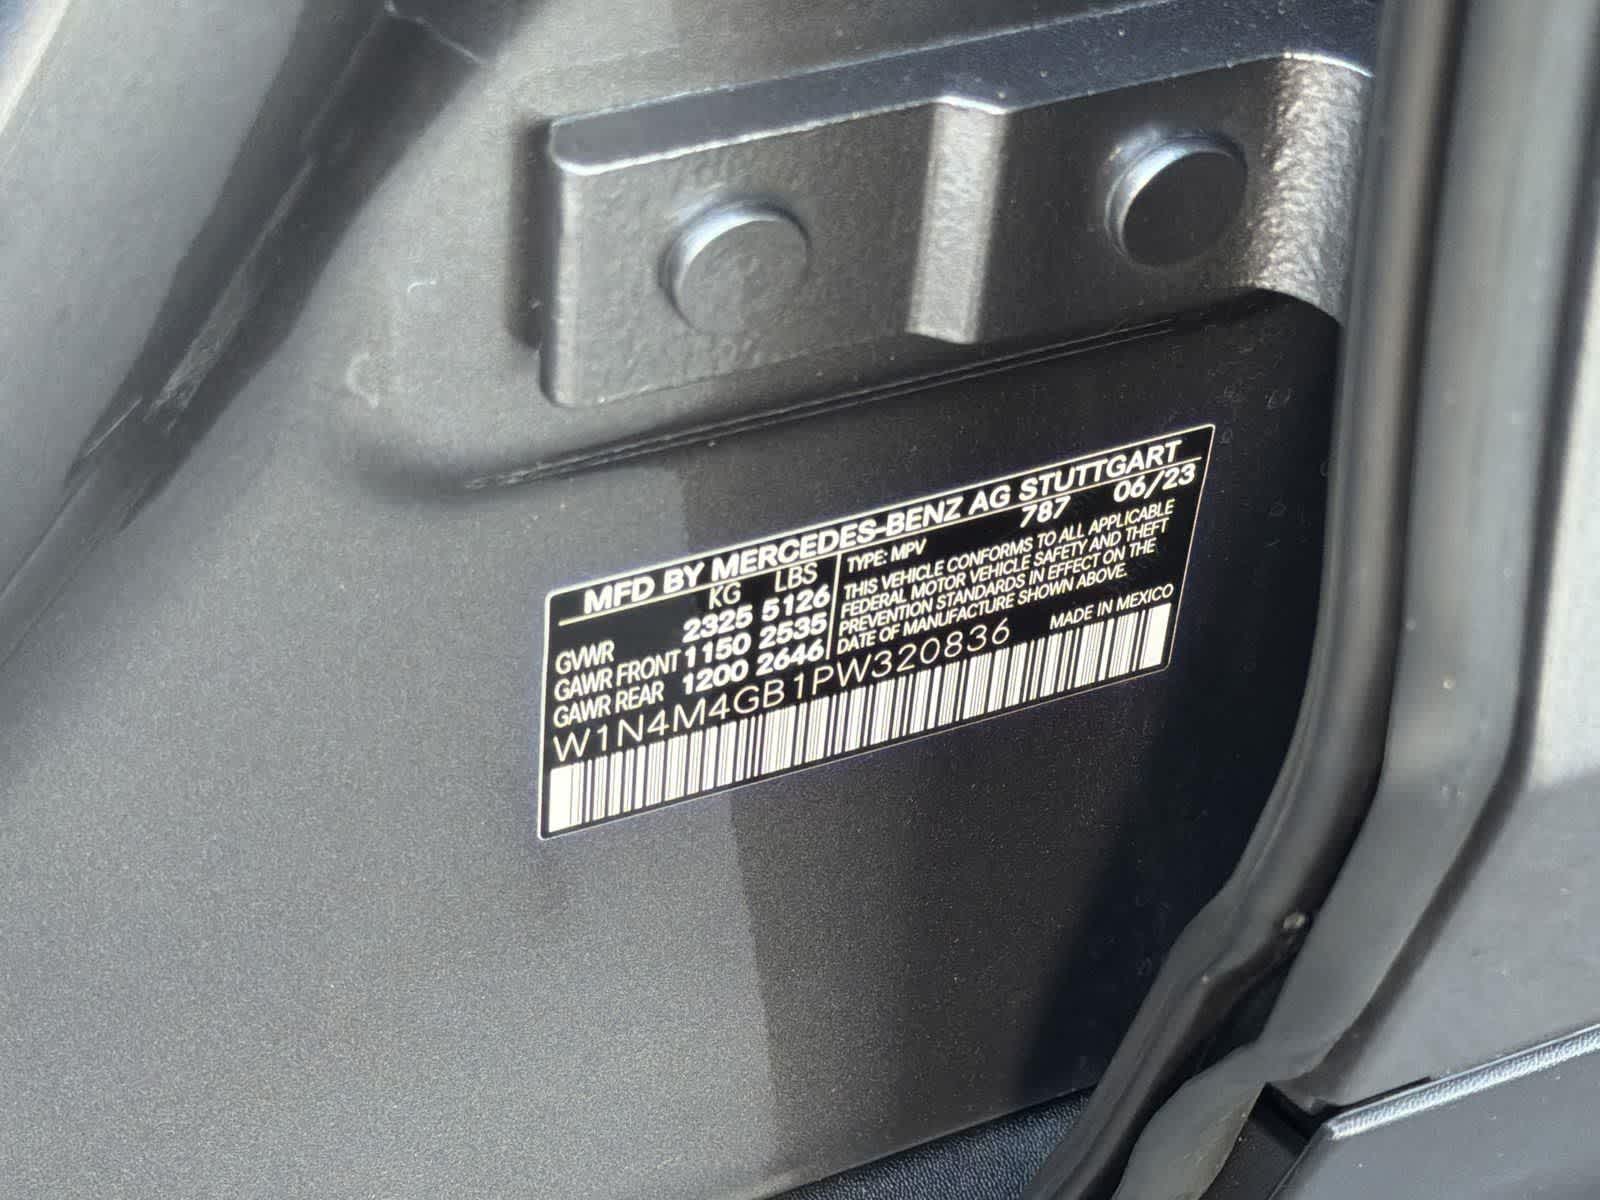 MFD BY MERCEDES-BENZ AG STUTTGART
KG LBS
GVWR 2325 5126
GAWR FRONT 1150 2535
GAWR REAR 1200 2646
787 06/23
TYPE: MPV
THIS VEHICLE CONFORMS TO ALL APPLICABLE
FEDERAL MOTOR VEHICLE SAFETY AND THEFT
PREVENTION STANDARDS IN EFFECT ON THE
DATE OF MANUFACTURE SHOWN ABOVE.
W1N4M4GB1PW320836
MADE IN MEXICO